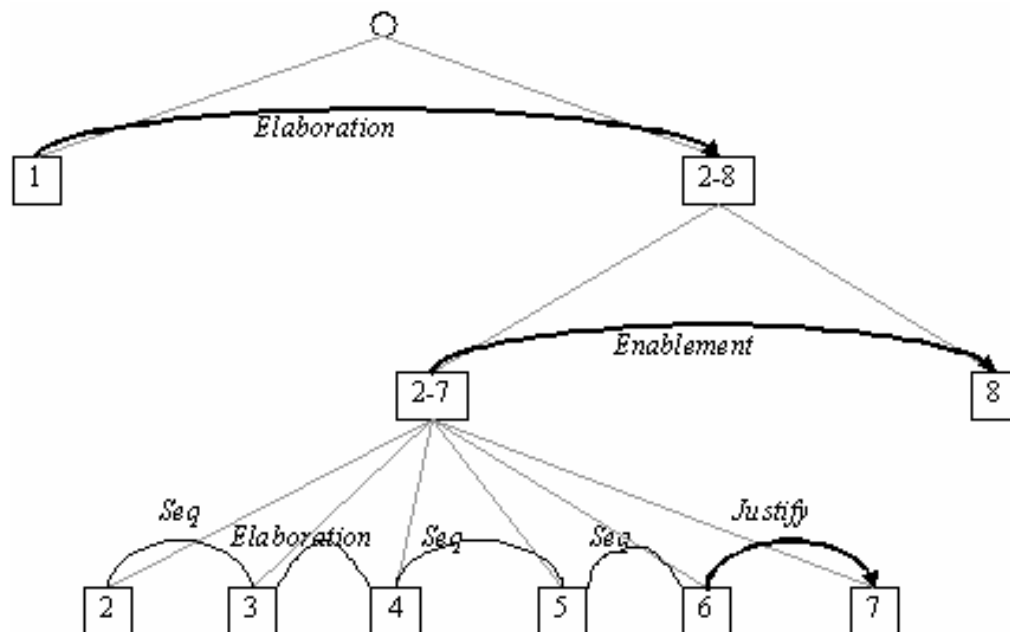 Elaboration
1 2-8
Enablement
2-7 8
Seq Elaboration Seq Seq Justify
2 3 4 5 6 7